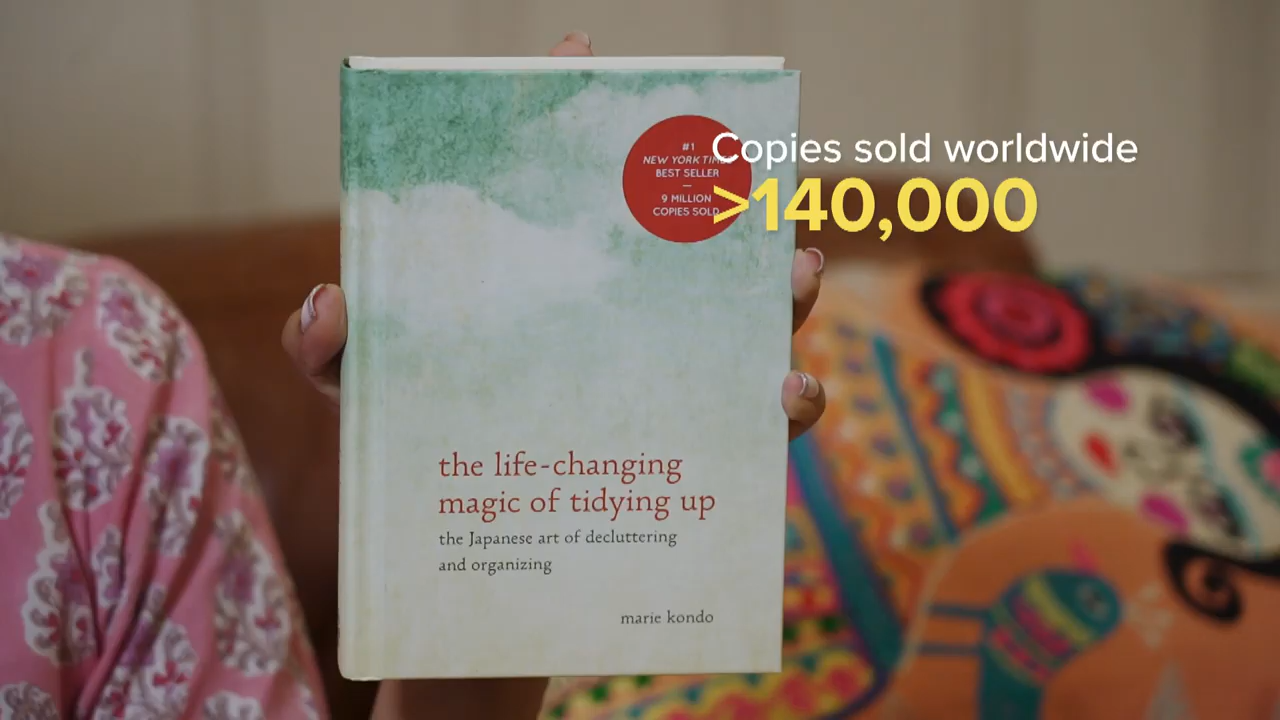 #1
NEW YORK TIMES
BEST SELLER
9 MILLION
COPIES SOLD
Copies sold worldwide
>140,000
the life-changing
magic of tidying up
the Japanese art of decluttering
and organizing
marie kondo